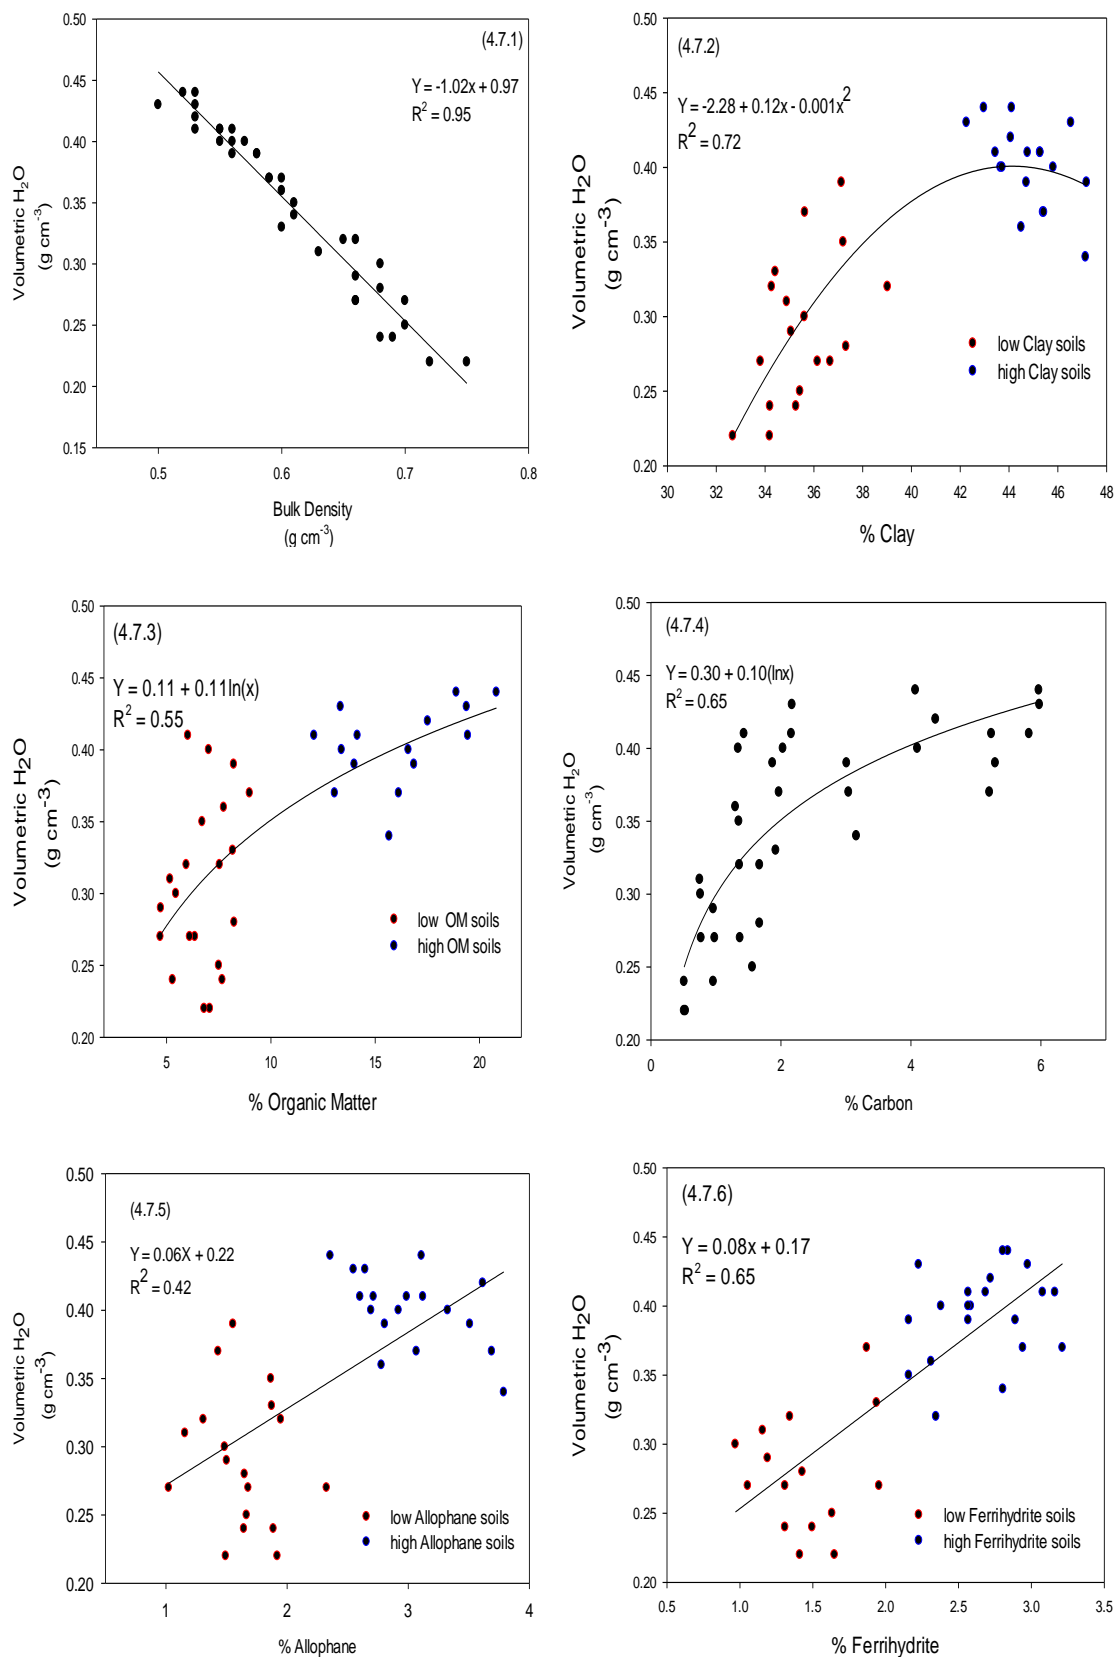 (4.7.1)
Y = -1.02x + 0.97
R² = 0.95
0.50
0.45
0.40
0.35
0.30
0.25
0.20
0.15
Volumetric H₂O
(g cm⁻³)
0.5 0.6 0.7 0.8
Bulk Density
(g cm⁻³)
(4.7.2)
Y = -2.28 + 0.12x - 0.001x²
R² = 0.72
0.50
0.45
0.40
0.35
0.30
0.25
0.20
Volumetric H₂O
(g cm⁻³)
low Clay soils
high Clay soils
30 32 34 36 38 40 42 44 46 48
% Clay
(4.7.3)
Y = 0.11 + 0.11ln(x)
R² = 0.55
0.50
0.45
0.40
0.35
0.30
0.25
0.20
Volumetric H₂O
(g cm⁻³)
low OM soils
high OM soils
5 10 15 20
% Organic Matter
(4.7.4)
Y = 0.30 + 0.10(lnx)
R² = 0.65
0.50
0.45
0.40
0.35
0.30
0.25
0.20
Volumetric H₂O
(g cm⁻³)
0 2 4 6
% Carbon
(4.7.5)
Y = 0.06X + 0.22
R² = 0.42
0.50
0.45
0.40
0.35
0.30
0.25
0.20
Volumetric H₂O
(g cm⁻³)
low Allophane soils
high Allophane soils
1 2 3 4
% Allophane
(4.7.6)
Y = 0.08x + 0.17
R² = 0.65
0.50
0.45
0.40
0.35
0.30
0.25
0.20
Volumetric H₂O
(g cm⁻³)
low Ferrihydrite soils
high Ferrihydrite soils
0.5 1.0 1.5 2.0 2.5 3.0 3.5
% Ferrihydrite